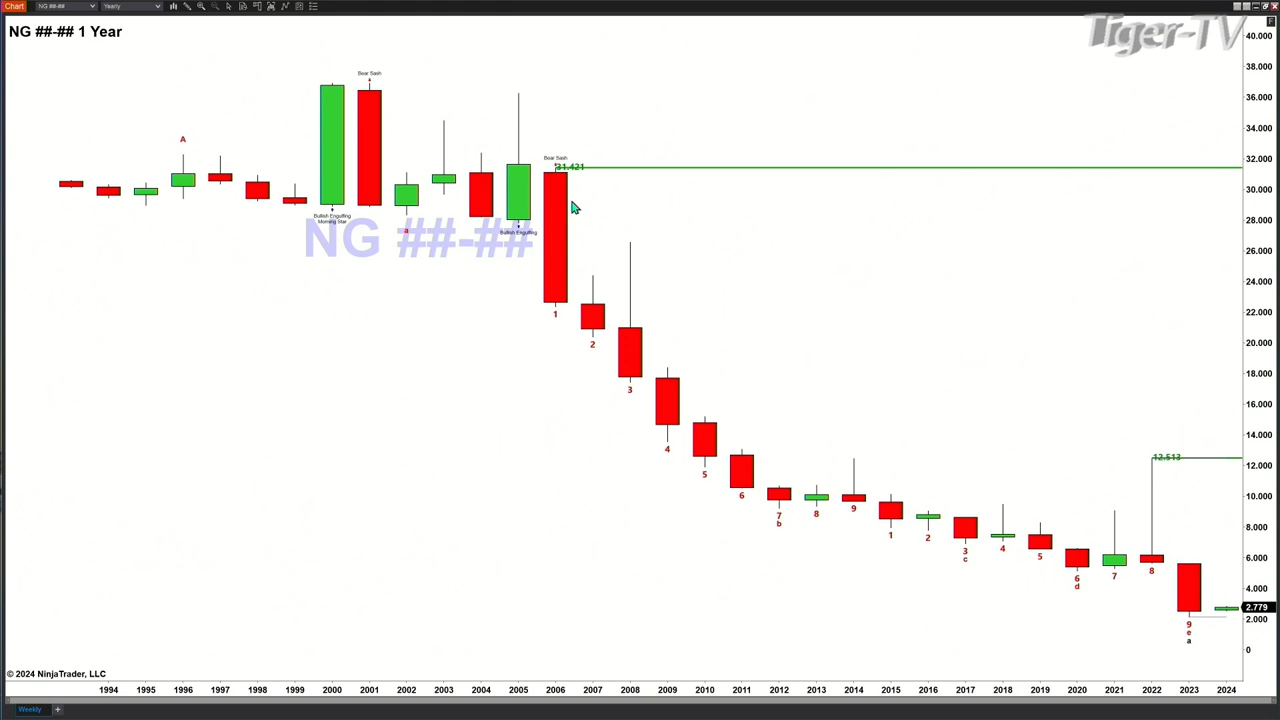 Chart NG ##-## Yearly
F
Tiger-TV
NG ##-## 1 Year
40.000
38.000
36.000
34.000
32.000
30.000
28.000
26.000
24.000
22.000
20.000
18.000
16.000
14.000
12.000
10.000
8.000
6.000
4.000
2.779
2.000
0
Bear Sash
A
Bear Sash
31.421
Bullish Engulfing
Morning Star
a
Bullish Engulfing
NG ##-##
1
2
3
4
5
6
7
b
8
9
1
2
3
c
4
5
6
d
7
8
9
e
a
12.513
© 2024 NinjaTrader, LLC
1994 1995 1996 1997 1998 1999 2000 2001 2002 2003 2004 2005 2006 2007 2008 2009 2010 2011 2012 2013 2014 2015 2016 2017 2018 2019 2020 2021 2022 2023 2024
Weekly +